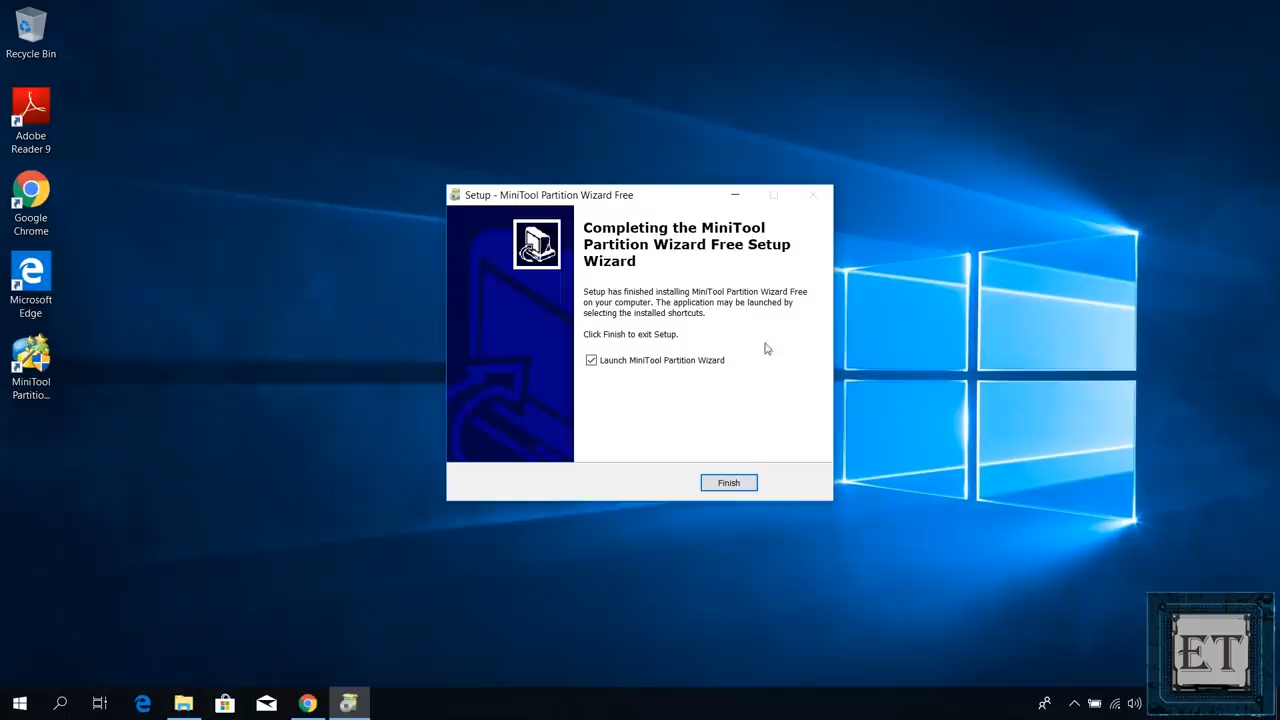 Recycle Bin
Adobe
Reader 9
Google
Chrome
Microsoft
Edge
MiniTool
Partitio...
Setup - MiniTool Partition Wizard Free
Completing the MiniTool
Partition Wizard Free Setup
Wizard
Setup has finished installing MiniTool Partition Wizard Free
on your computer. The application may be launched by
selecting the installed shortcuts.
Click Finish to exit Setup.
Launch MiniTool Partition Wizard
Finish
ET